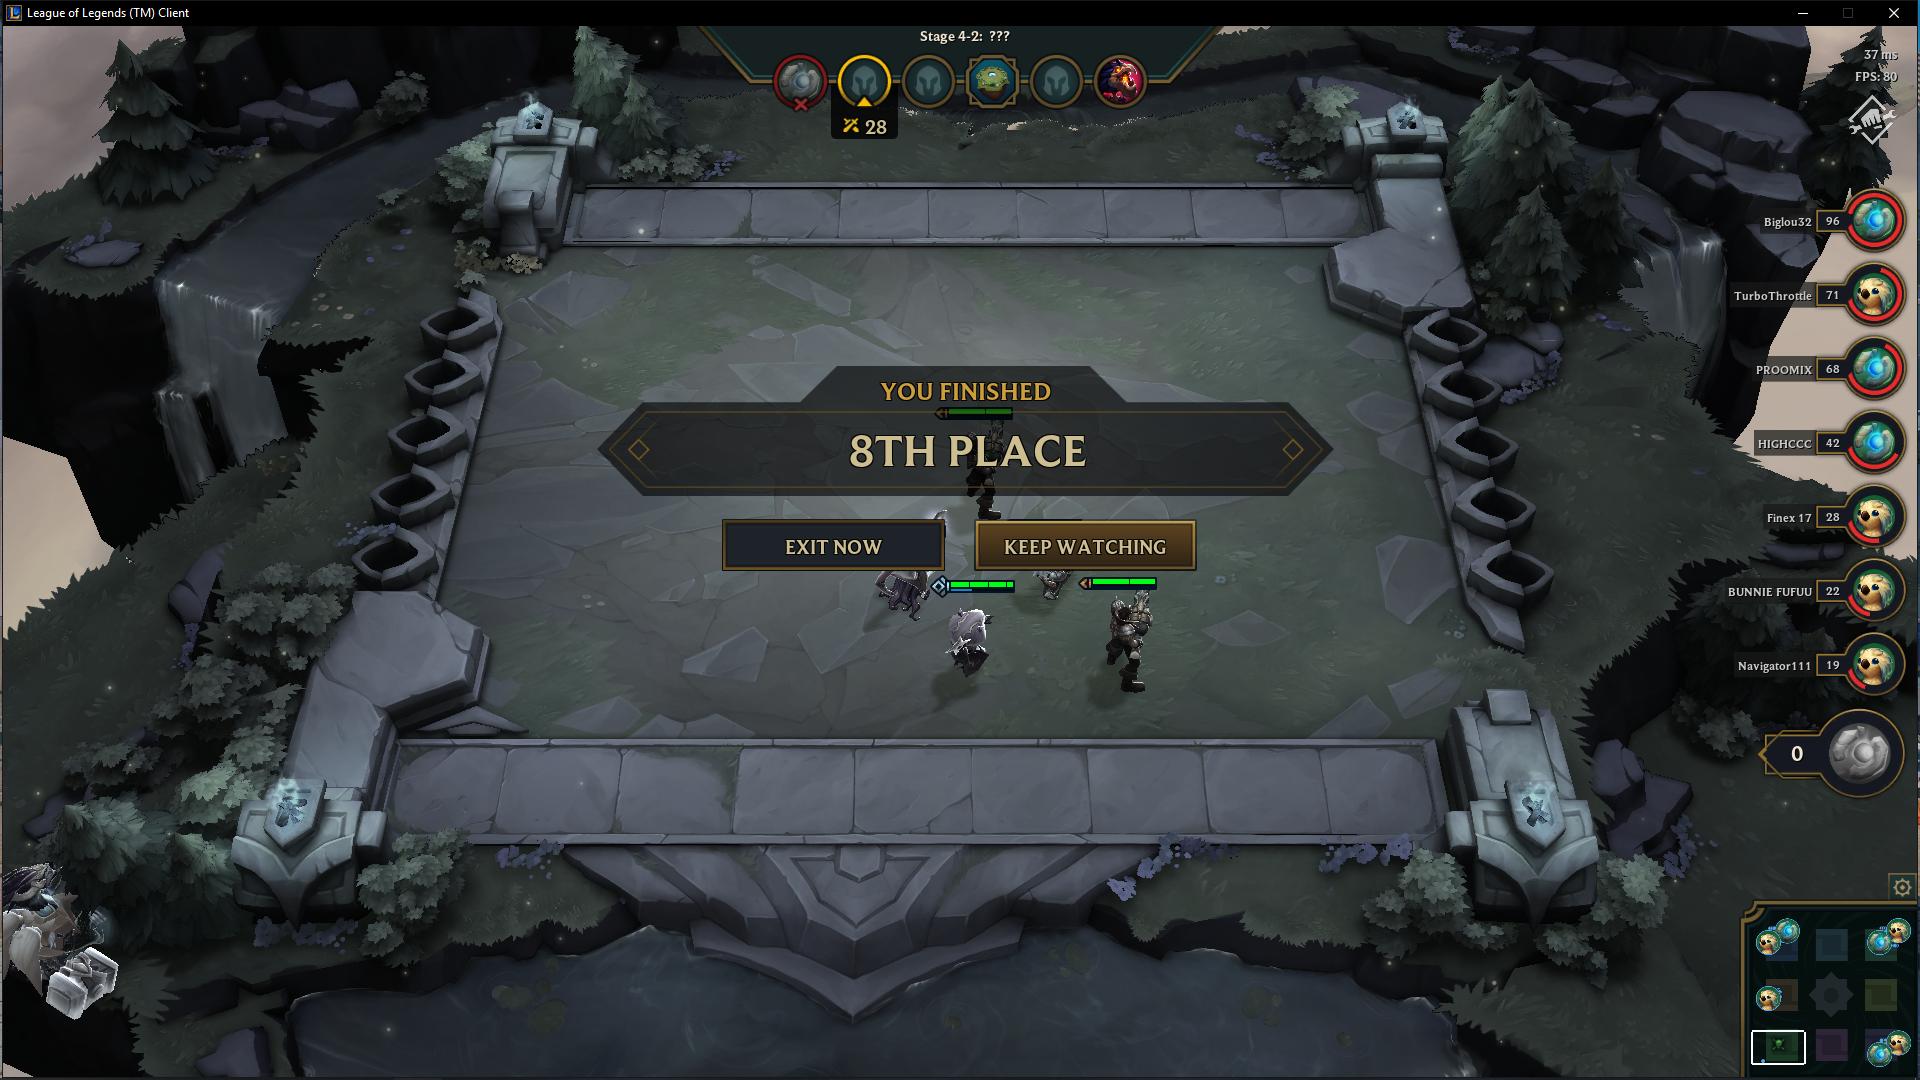 League of Legends (TM) Client
Stage 4-2: ???
28
37 ms
FPS: 80
Biglou32 96
TurboThrottle 71
PROOMIX 68
HIGHCCC 42
Finex 17 28
BUNNIE FUFUU 22
Navigator111 19
0
YOU FINISHED
8TH PLACE
EXIT NOW
KEEP WATCHING